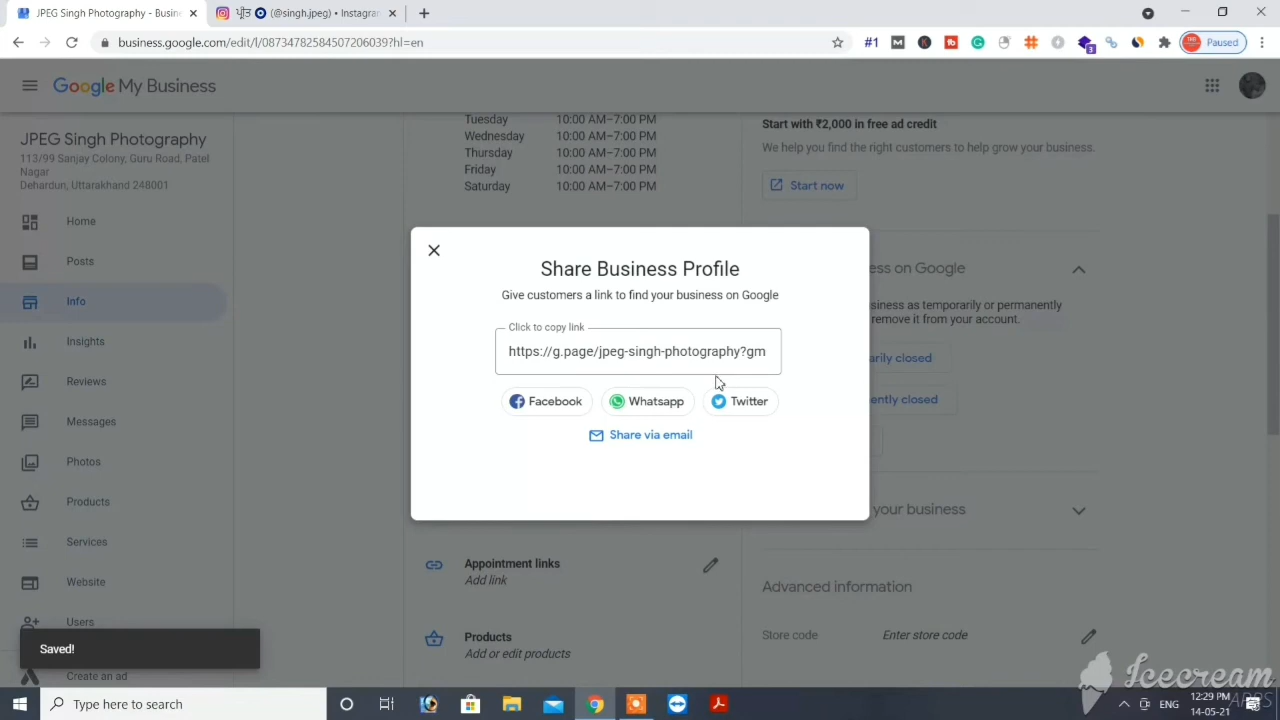 JPEG Singh Photography - Busine
(@singh.jpeg) • Instagram
business.google.com/edit/l/08734782584507206039?hl=en
#1
3
Paused
Google My Business
JPEG Singh Photography
113/99 Sanjay Colony, Guru Road, Patel
Nagar
Dehardun, Uttarakhand 248001
Home
Posts
Info
Insights
Reviews
Messages
Photos
Products
Services
Website
Users
Create an ad
Saved!
Tuesday 10:00 AM–7:00 PM
Wednesday 10:00 AM–7:00 PM
Thursday 10:00 AM–7:00 PM
Friday 10:00 AM–7:00 PM
Saturday 10:00 AM–7:00 PM
Start with ₹2,000 in free ad credit
We help you find the right customers to help grow your business.
Start now
Share Business Profile
Give customers a link to find your business on Google
Click to copy link
https://g.page/jpeg-singh-photography?gm
Facebook
Whatsapp
Twitter
Share via email
ess on Google
siness as temporarily or permanently
remove it from your account.
arily closed
ently closed
your business
Appointment links
Add link
Products
Add or edit products
Advanced information
Store code
Enter store code
Icecream
APPS
Type here to search
ENG
12:29 PM
14-05-21